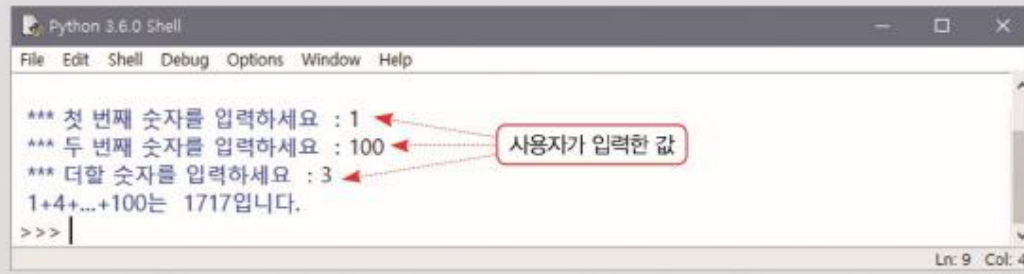 Python 3.6.0 Shell
File Edit Shell Debug Options Window Help
*** 첫 번째 숫자를 입력하세요 : 1
*** 두 번째 숫자를 입력하세요 : 100
사용자가 입력한 값
*** 더할 숫자를 입력하세요 : 3
1+4+...+100는 1717입니다.
>>>
Ln: 9 Col: 4